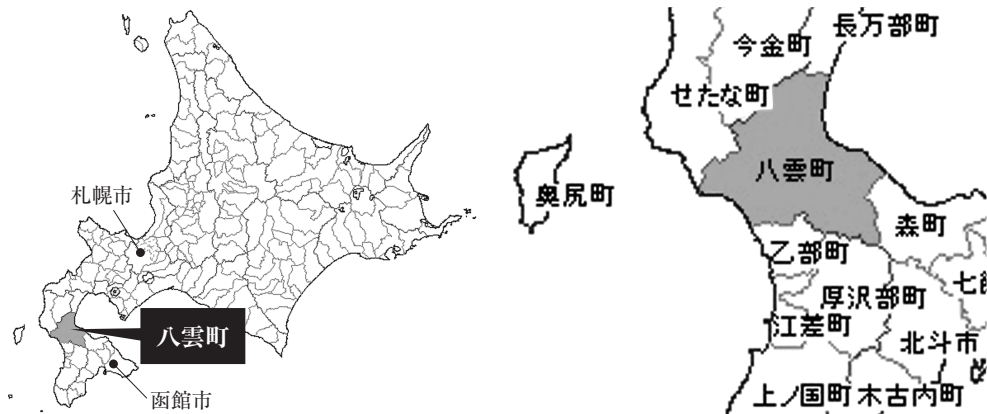 札幌市
八雲町
函館市
長万部町
今金町
せたな町
八雲町
奥尻町
森町
乙部町
七飯
厚沢部町
江差町
北斗市
上ノ国町
木古内町